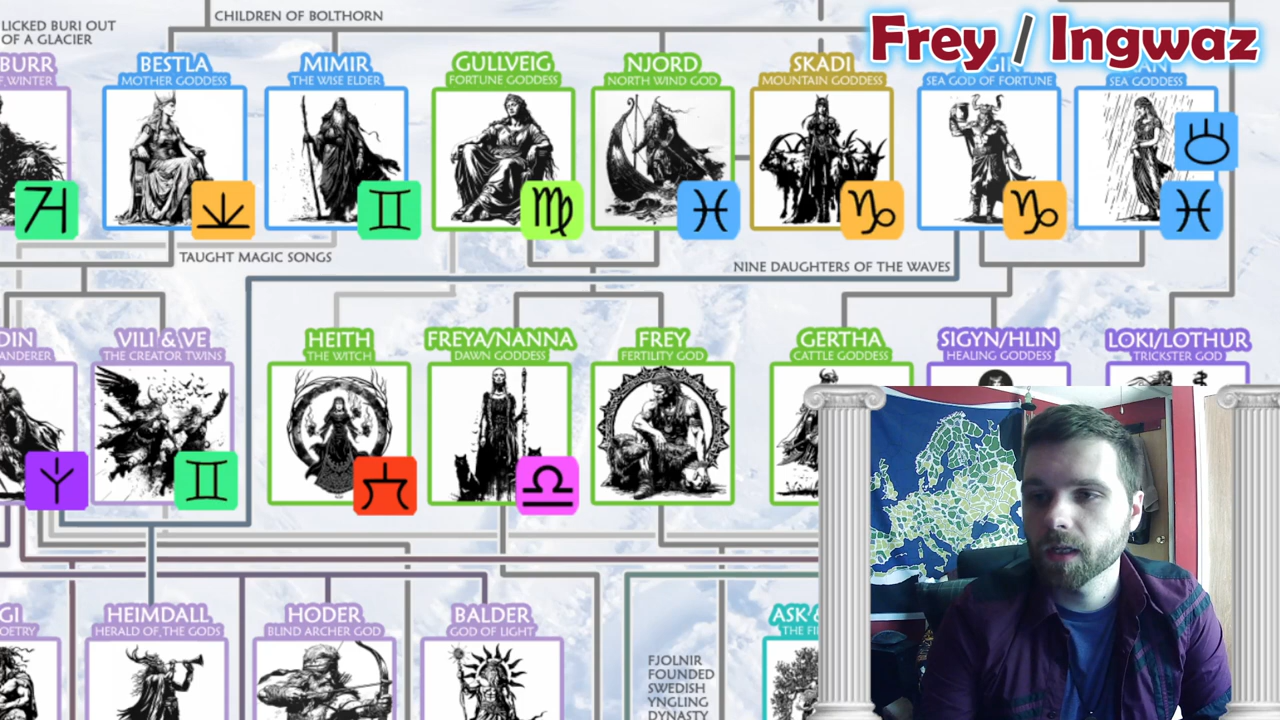 CHILDREN OF BOLTHORN
LICKED BURI OUT
OF A GLACIER
Frey / Ingwaz
BURR
BESTLA
MOTHER GODDESS
MIMIR
THE WISE ELDER
GULLVEIG
FORTUNE GODDESS
NJORD
NORTH WIND GOD
SKADI
MOUNTAIN GODDESS
SEA GOD OF FORTUNE
SEA GODDESS
TAUGHT MAGIC SONGS
NINE DAUGHTERS OF THE WAVES
VILI & VE
THE CREATOR TWINS
HEITH
THE WITCH
FREYA/NANNA
DAWN GODDESS
FREY
FERTILITY GOD
GERTHA
CATTLE GODDESS
SIGYN/HLIN
HEALING GODDESS
LOKI/LOTHUR
TRICKSTER GOD
HEIMDALL
HERALD OF THE GODS
HODER
BLIND ARCHER GOD
BALDER
GOD OF LIGHT
ASK &
FJOLNIR
FOUNDED
SWEDISH
YNGLING
DYNASTY